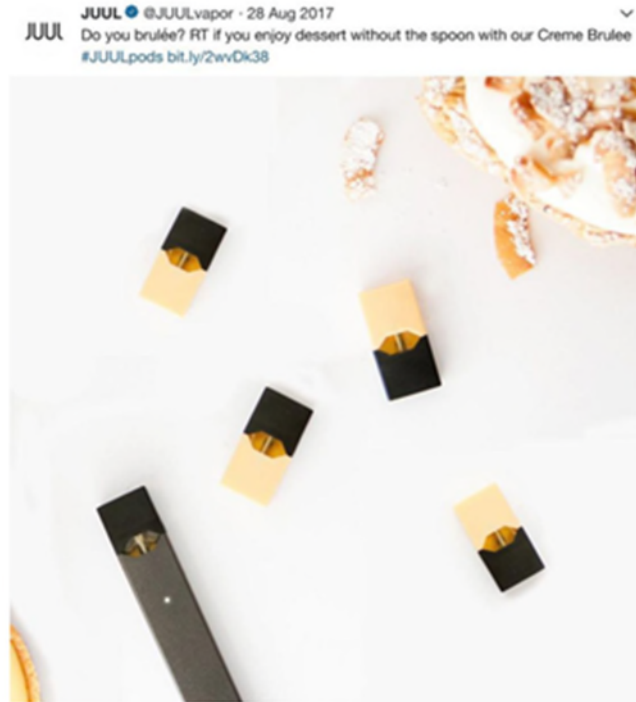 JUUL @JUULvapor · 28 Aug 2017
JUUL Do you brulée? RT if you enjoy dessert without the spoon with our Creme Brulee
#JUULpods bit.ly/2wvDk38